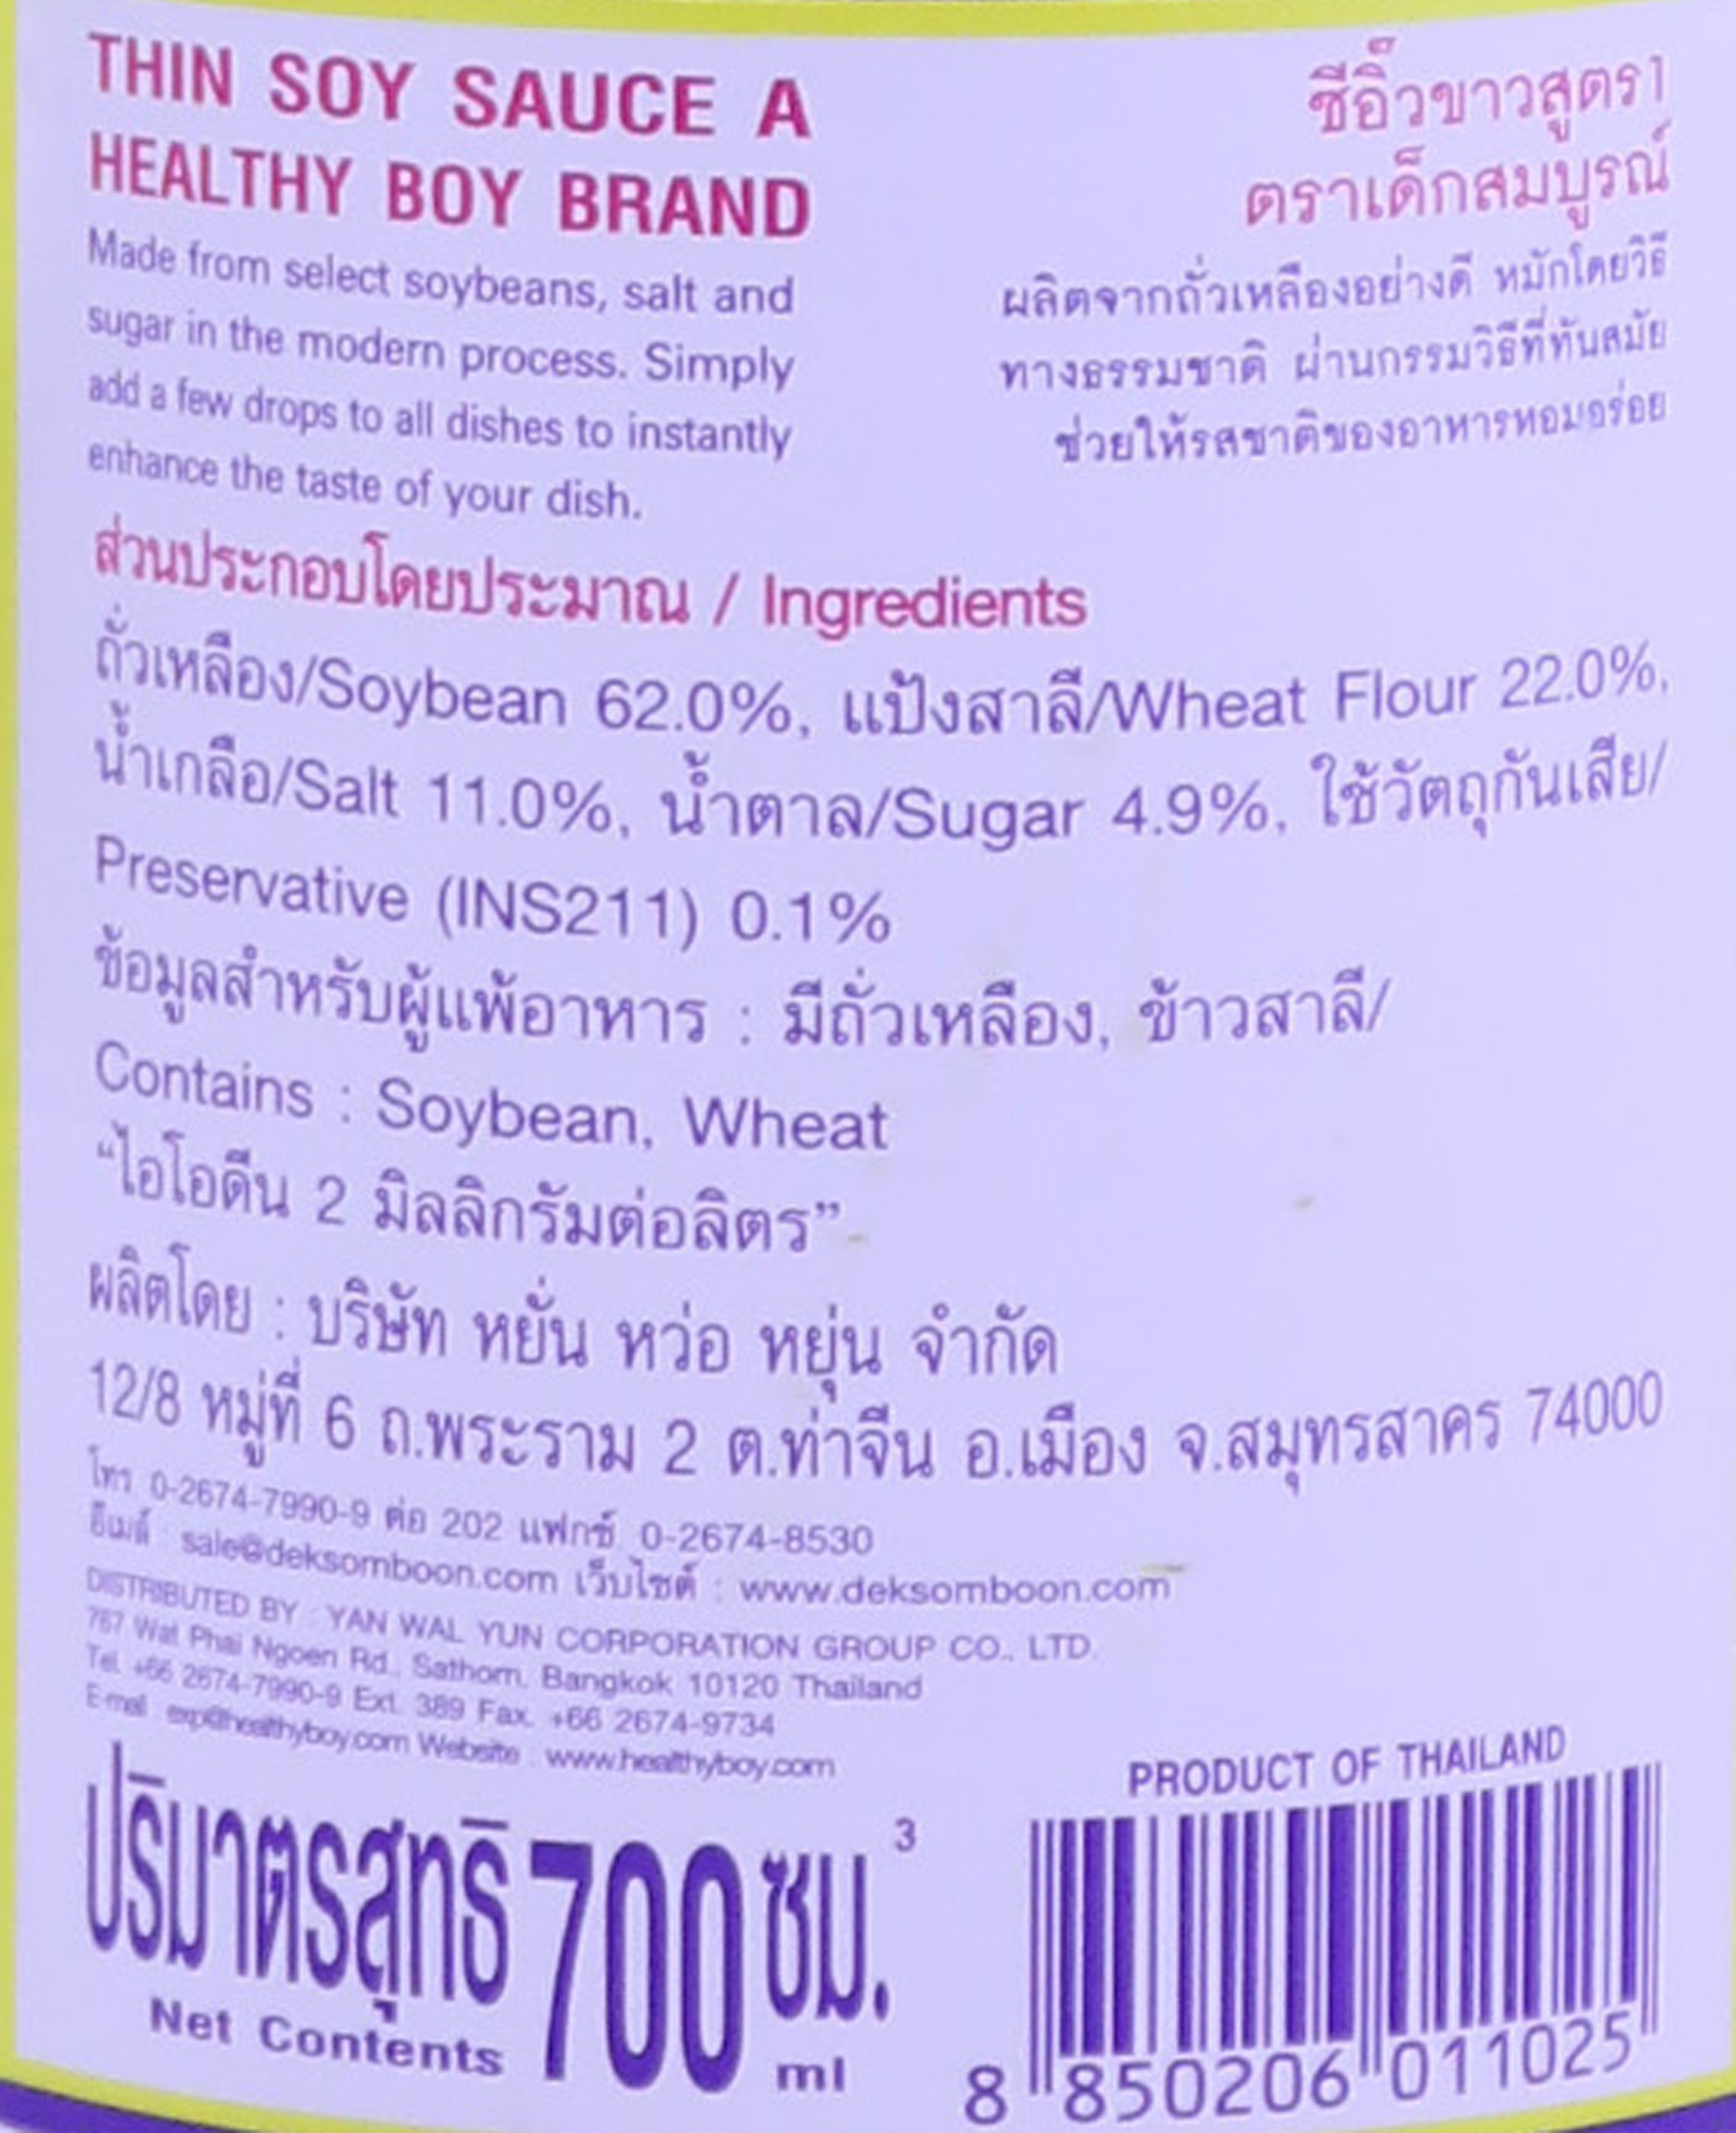 THIN SOY SAUCE A
HEALTHY BOY BRAND
Made from select soybeans, salt and
sugar in the modern process. Simply
add a few drops to all dishes to instantly
enhance the taste of your dish.
ซีอิ๊วขาวสูตร1
ตราเด็กสมบูรณ์
ผลิตจากถั่วเหลืองอย่างดี หมักโดยวิธี
ทางธรรมชาติ ผ่านกรรมวิธีที่ทันสมัย
ช่วยให้รสชาติของอาหารหอมอร่อย
ส่วนประกอบโดยประมาณ / Ingredients
ถั่วเหลือง/Soybean 62.0%, แป้งสาลี/Wheat Flour 22.0%,
น้ำเกลือ/Salt 11.0%, น้ำตาล/Sugar 4.9%, ใช้วัตถุกันเสีย/
Preservative (INS211) 0.1%
ข้อมูลสำหรับผู้แพ้อาหาร : มีถั่วเหลือง, ข้าวสาลี/
Contains : Soybean, Wheat
“ไอโอดีน 2 มิลลิกรัมต่อลิตร”
ผลิตโดย : บริษัท หยั่น หว่อ หยุ่น จำกัด
12/8 หมู่ที่ 6 ถ.พระราม 2 ต.ท่าจีน อ.เมือง จ.สมุทรสาคร 74000
โทร. 0-2674-7990-9 ต่อ 202 แฟกซ์. 0-2674-8530
อีเมล์ : sale@deksomboon.com เว็บไซต์ : www.deksomboon.com
DISTRIBUTED BY : YAN WAL YUN CORPORATION GROUP CO., LTD.
767 Wat Phai Ngoen Rd., Sathorn, Bangkok 10120 Thailand
Tel. +66 2674-7990-9 Ext. 389 Fax. +66 2674-9734
E-mail : exp@healthyboy.com Website : www.healthyboy.com
PRODUCT OF THAILAND
ปริมาตรสุทธิ 700 ซม.³
Net Contents ml
8 850206 011025